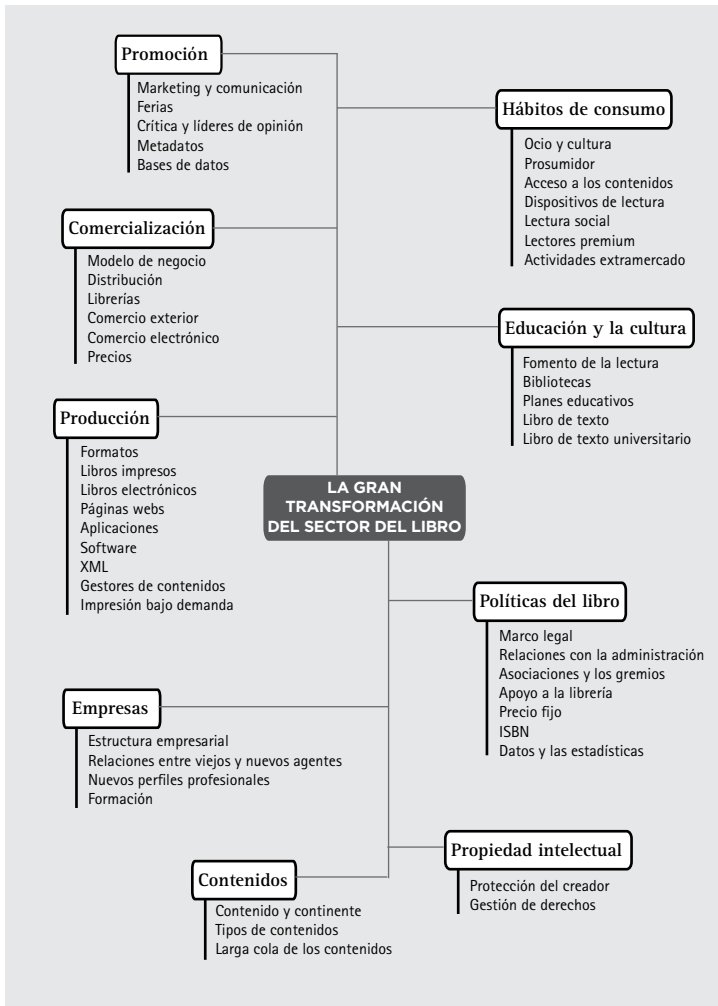 Promoción
Marketing y comunicación
Ferias
Crítica y líderes de opinión
Metadatos
Bases de datos
Hábitos de consumo
Ocio y cultura
Prosumidor
Acceso a los contenidos
Dispositivos de lectura
Lectura social
Lectores premium
Actividades extramercado
Comercialización
Modelo de negocio
Distribución
Librerías
Comercio exterior
Comercio electrónico
Precios
Educación y la cultura
Fomento de la lectura
Bibliotecas
Planes educativos
Libro de texto
Libro de texto universitario
Producción
Formatos
Libros impresos
Libros electrónicos
Páginas webs
Aplicaciones
Software
XML
Gestores de contenidos
Impresión bajo demanda
LA GRAN
TRANSFORMACIÓN
DEL SECTOR DEL LIBRO
Políticas del libro
Marco legal
Relaciones con la administración
Asociaciones y los gremios
Apoyo a la librería
Precio fijo
ISBN
Datos y las estadísticas
Empresas
Estructura empresarial
Relaciones entre viejos y nuevos agentes
Nuevos perfiles profesionales
Formación
Propiedad intelectual
Protección del creador
Gestión de derechos
Contenidos
Contenido y continente
Tipos de contenidos
Larga cola de los contenidos